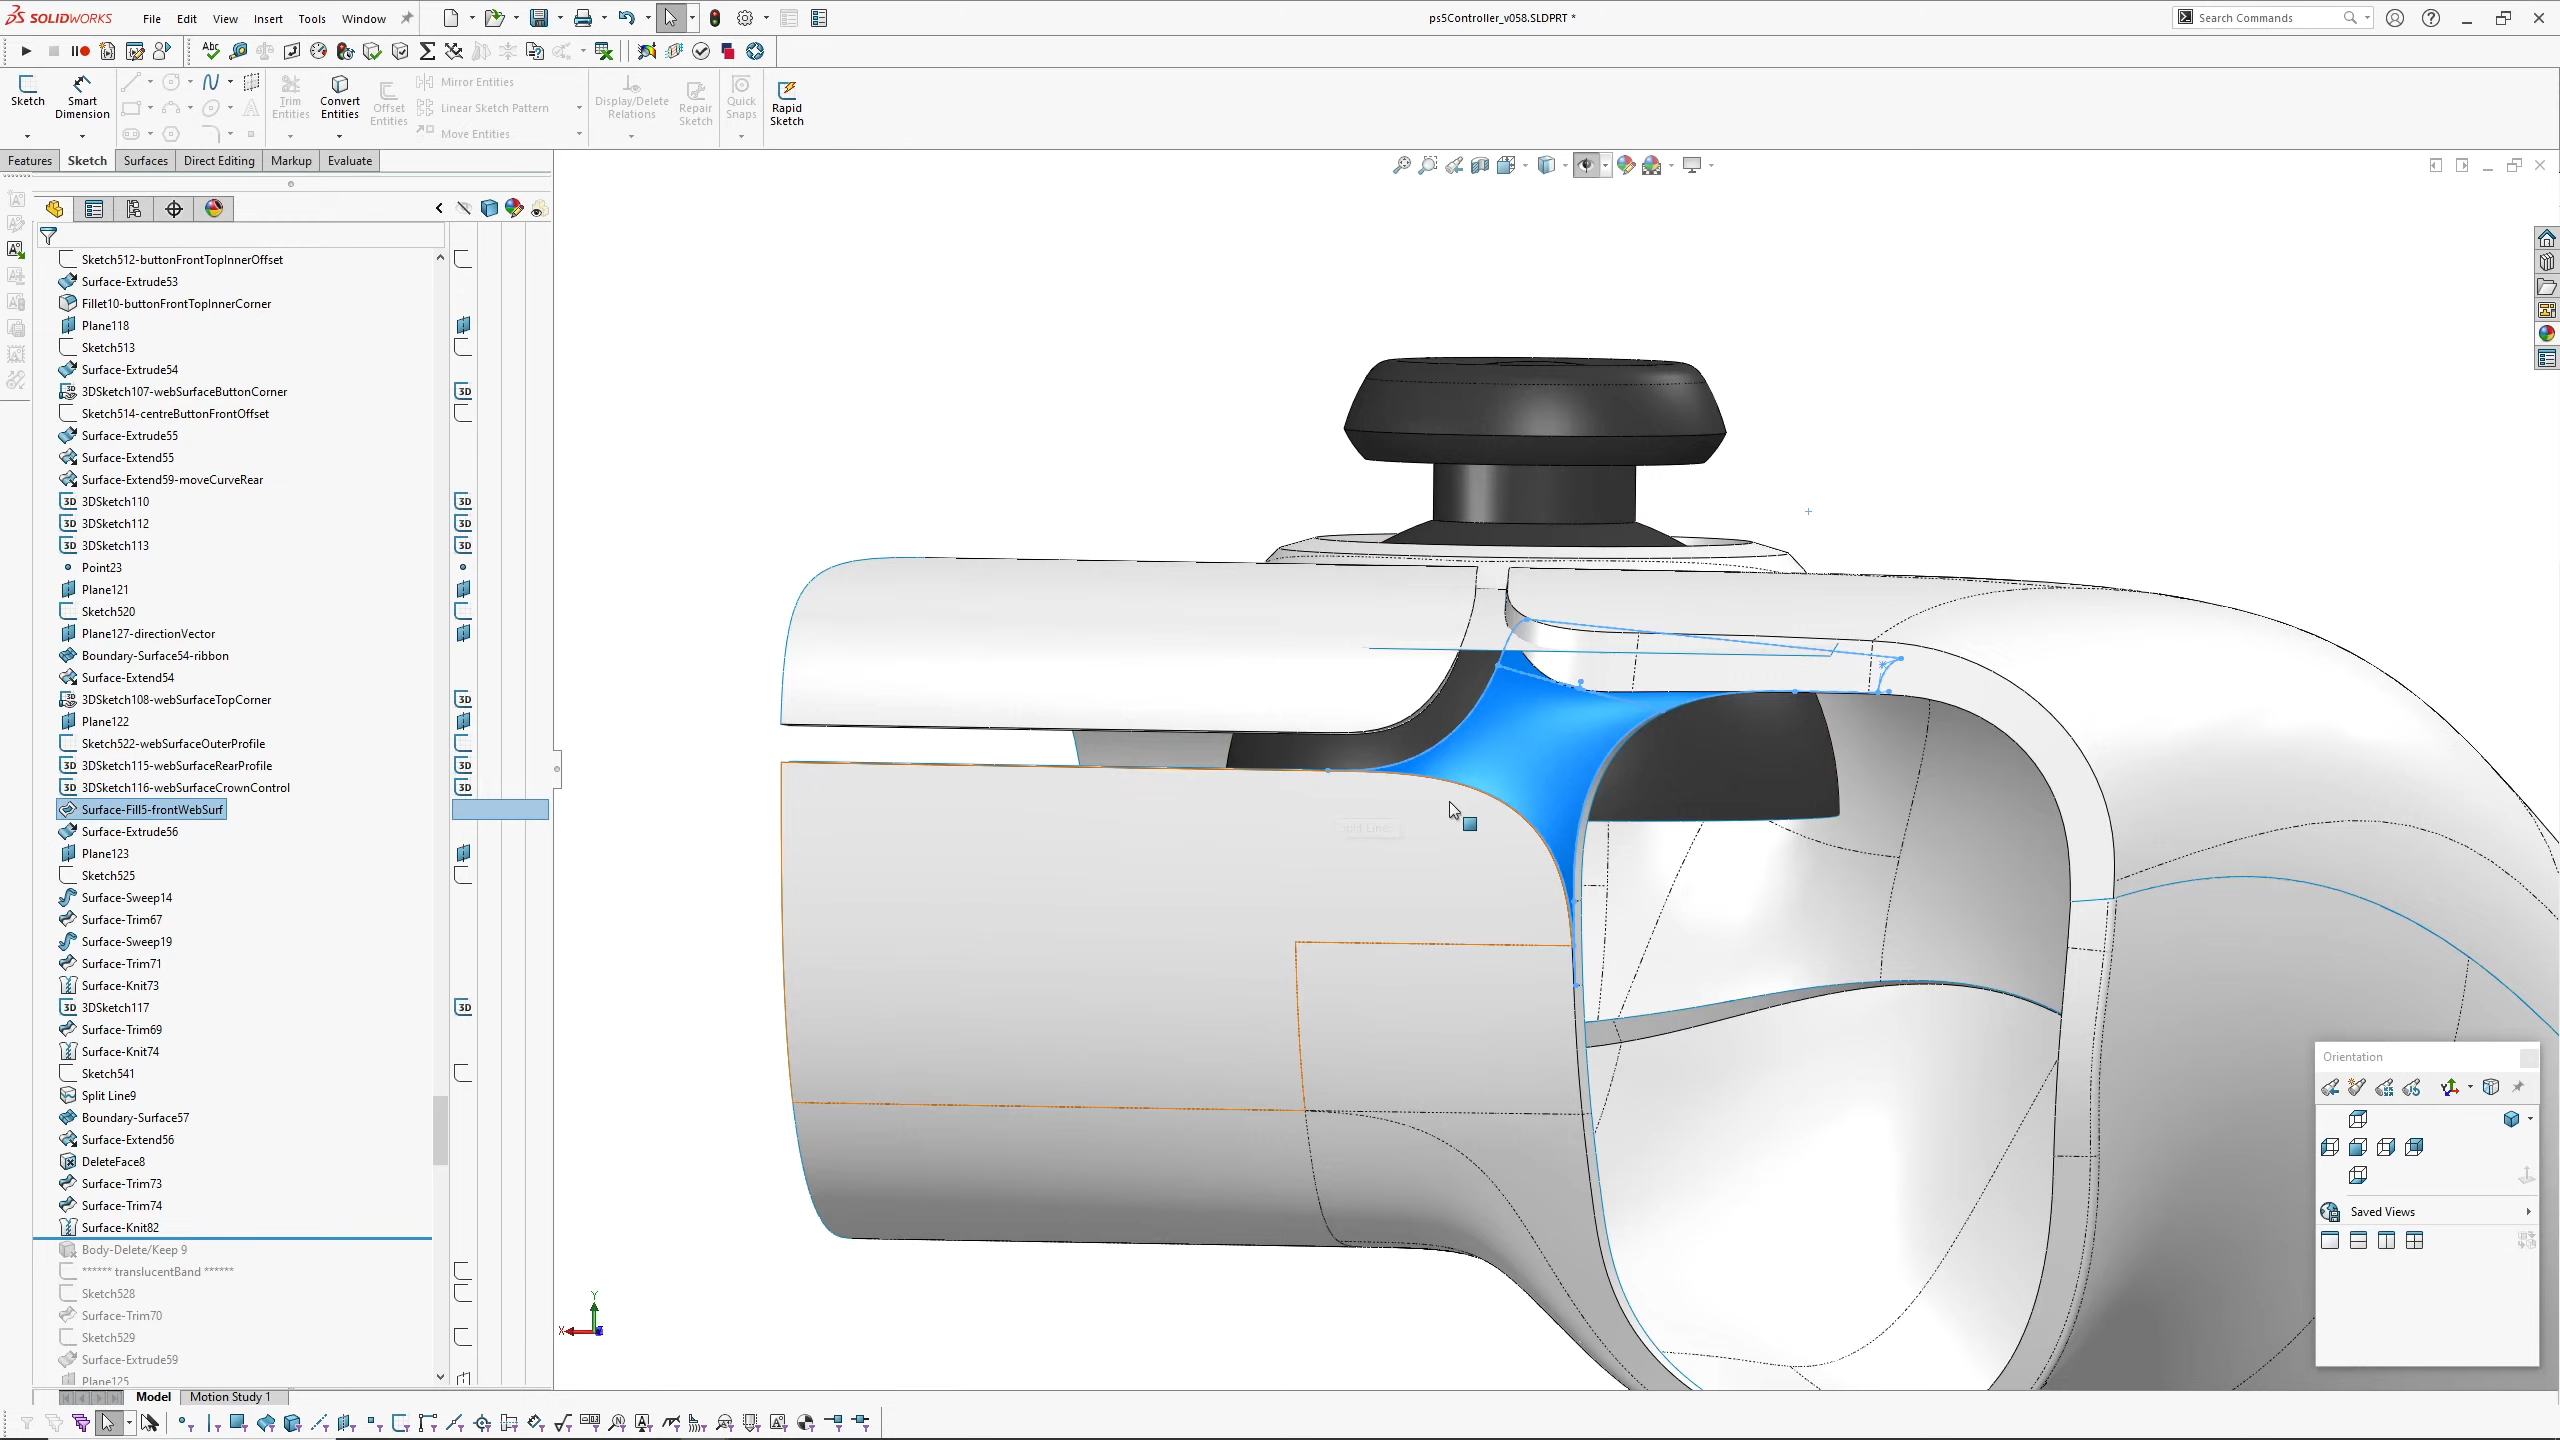 SOLIDWORKS
File Edit View Insert Tools Window
ps5Controller_v058.SLDPRT *
Search Commands
Sketch
Smart Dimension
Trim Entities
Convert Entities
Offset Entities
Mirror Entities
Linear Sketch Pattern
Move Entities
Display/Delete Relations
Repair Sketch
Quick Snaps
Rapid Sketch
Features Sketch Surfaces Direct Editing Markup Evaluate
Sketch512-buttonFrontTopInnerOffset
Surface-Extrude53
Fillet10-buttonFrontTopInnerCorner
Plane118
Sketch513
Surface-Extrude54
3DSketch107-webSurfaceButtonCorner
Sketch514-centreButtonFrontOffset
Surface-Extrude55
Surface-Extend55
Surface-Extend59-moveCurveRear
3DSketch110
3DSketch112
3DSketch113
Point23
Plane121
Sketch520
Plane127-directionVector
Boundary-Surface54-ribbon
Surface-Extend54
3DSketch108-webSurfaceTopCorner
Plane122
Sketch522-webSurfaceOuterProfile
3DSketch115-webSurfaceRearProfile
3DSketch116-webSurfaceCrownControl
Surface-Fill5-frontWebSurf
Surface-Extrude56
Plane123
Sketch525
Surface-Sweep14
Surface-Trim67
Surface-Sweep19
Surface-Trim71
Surface-Knit73
3DSketch117
Surface-Trim69
Surface-Knit74
Sketch541
Split Line9
Boundary-Surface57
Surface-Extend56
DeleteFace8
Surface-Trim73
Surface-Trim74
Surface-Knit82
Body-Delete/Keep 9
****** translucentBand ******
Sketch528
Surface-Trim70
Sketch529
Surface-Extrude59
Plane125
Model Motion Study 1
Y
X
Orientation
Saved Views